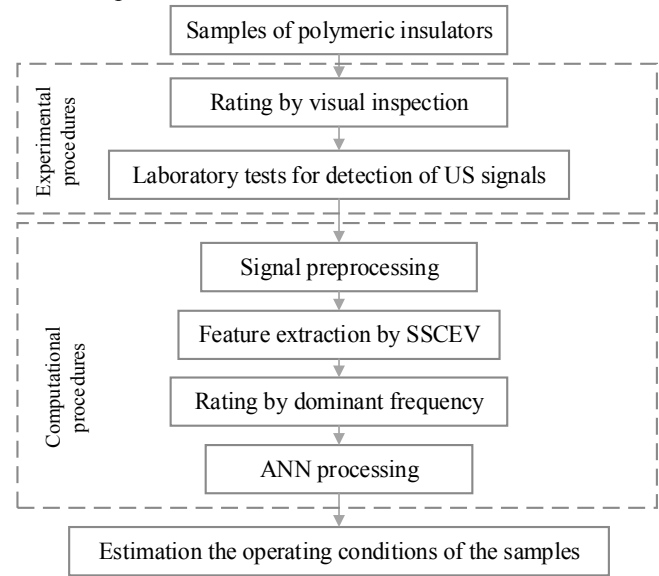 Samples of polymeric insulators
Experimental
procedures
Rating by visual inspection
Laboratory tests for detection of US signals
Computational
procedures
Signal preprocessing
Feature extraction by SSCEV
Rating by dominant frequency
ANN processing
Estimation the operating conditions of the samples